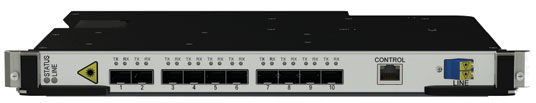 STATUS
LINE
TX RX TX RX TX RX TX RX TX RX TX RX TX RX TX RX TX RX TX RX
1 2 3 4 5 6 7 8 9 10
CONTROL
LINE